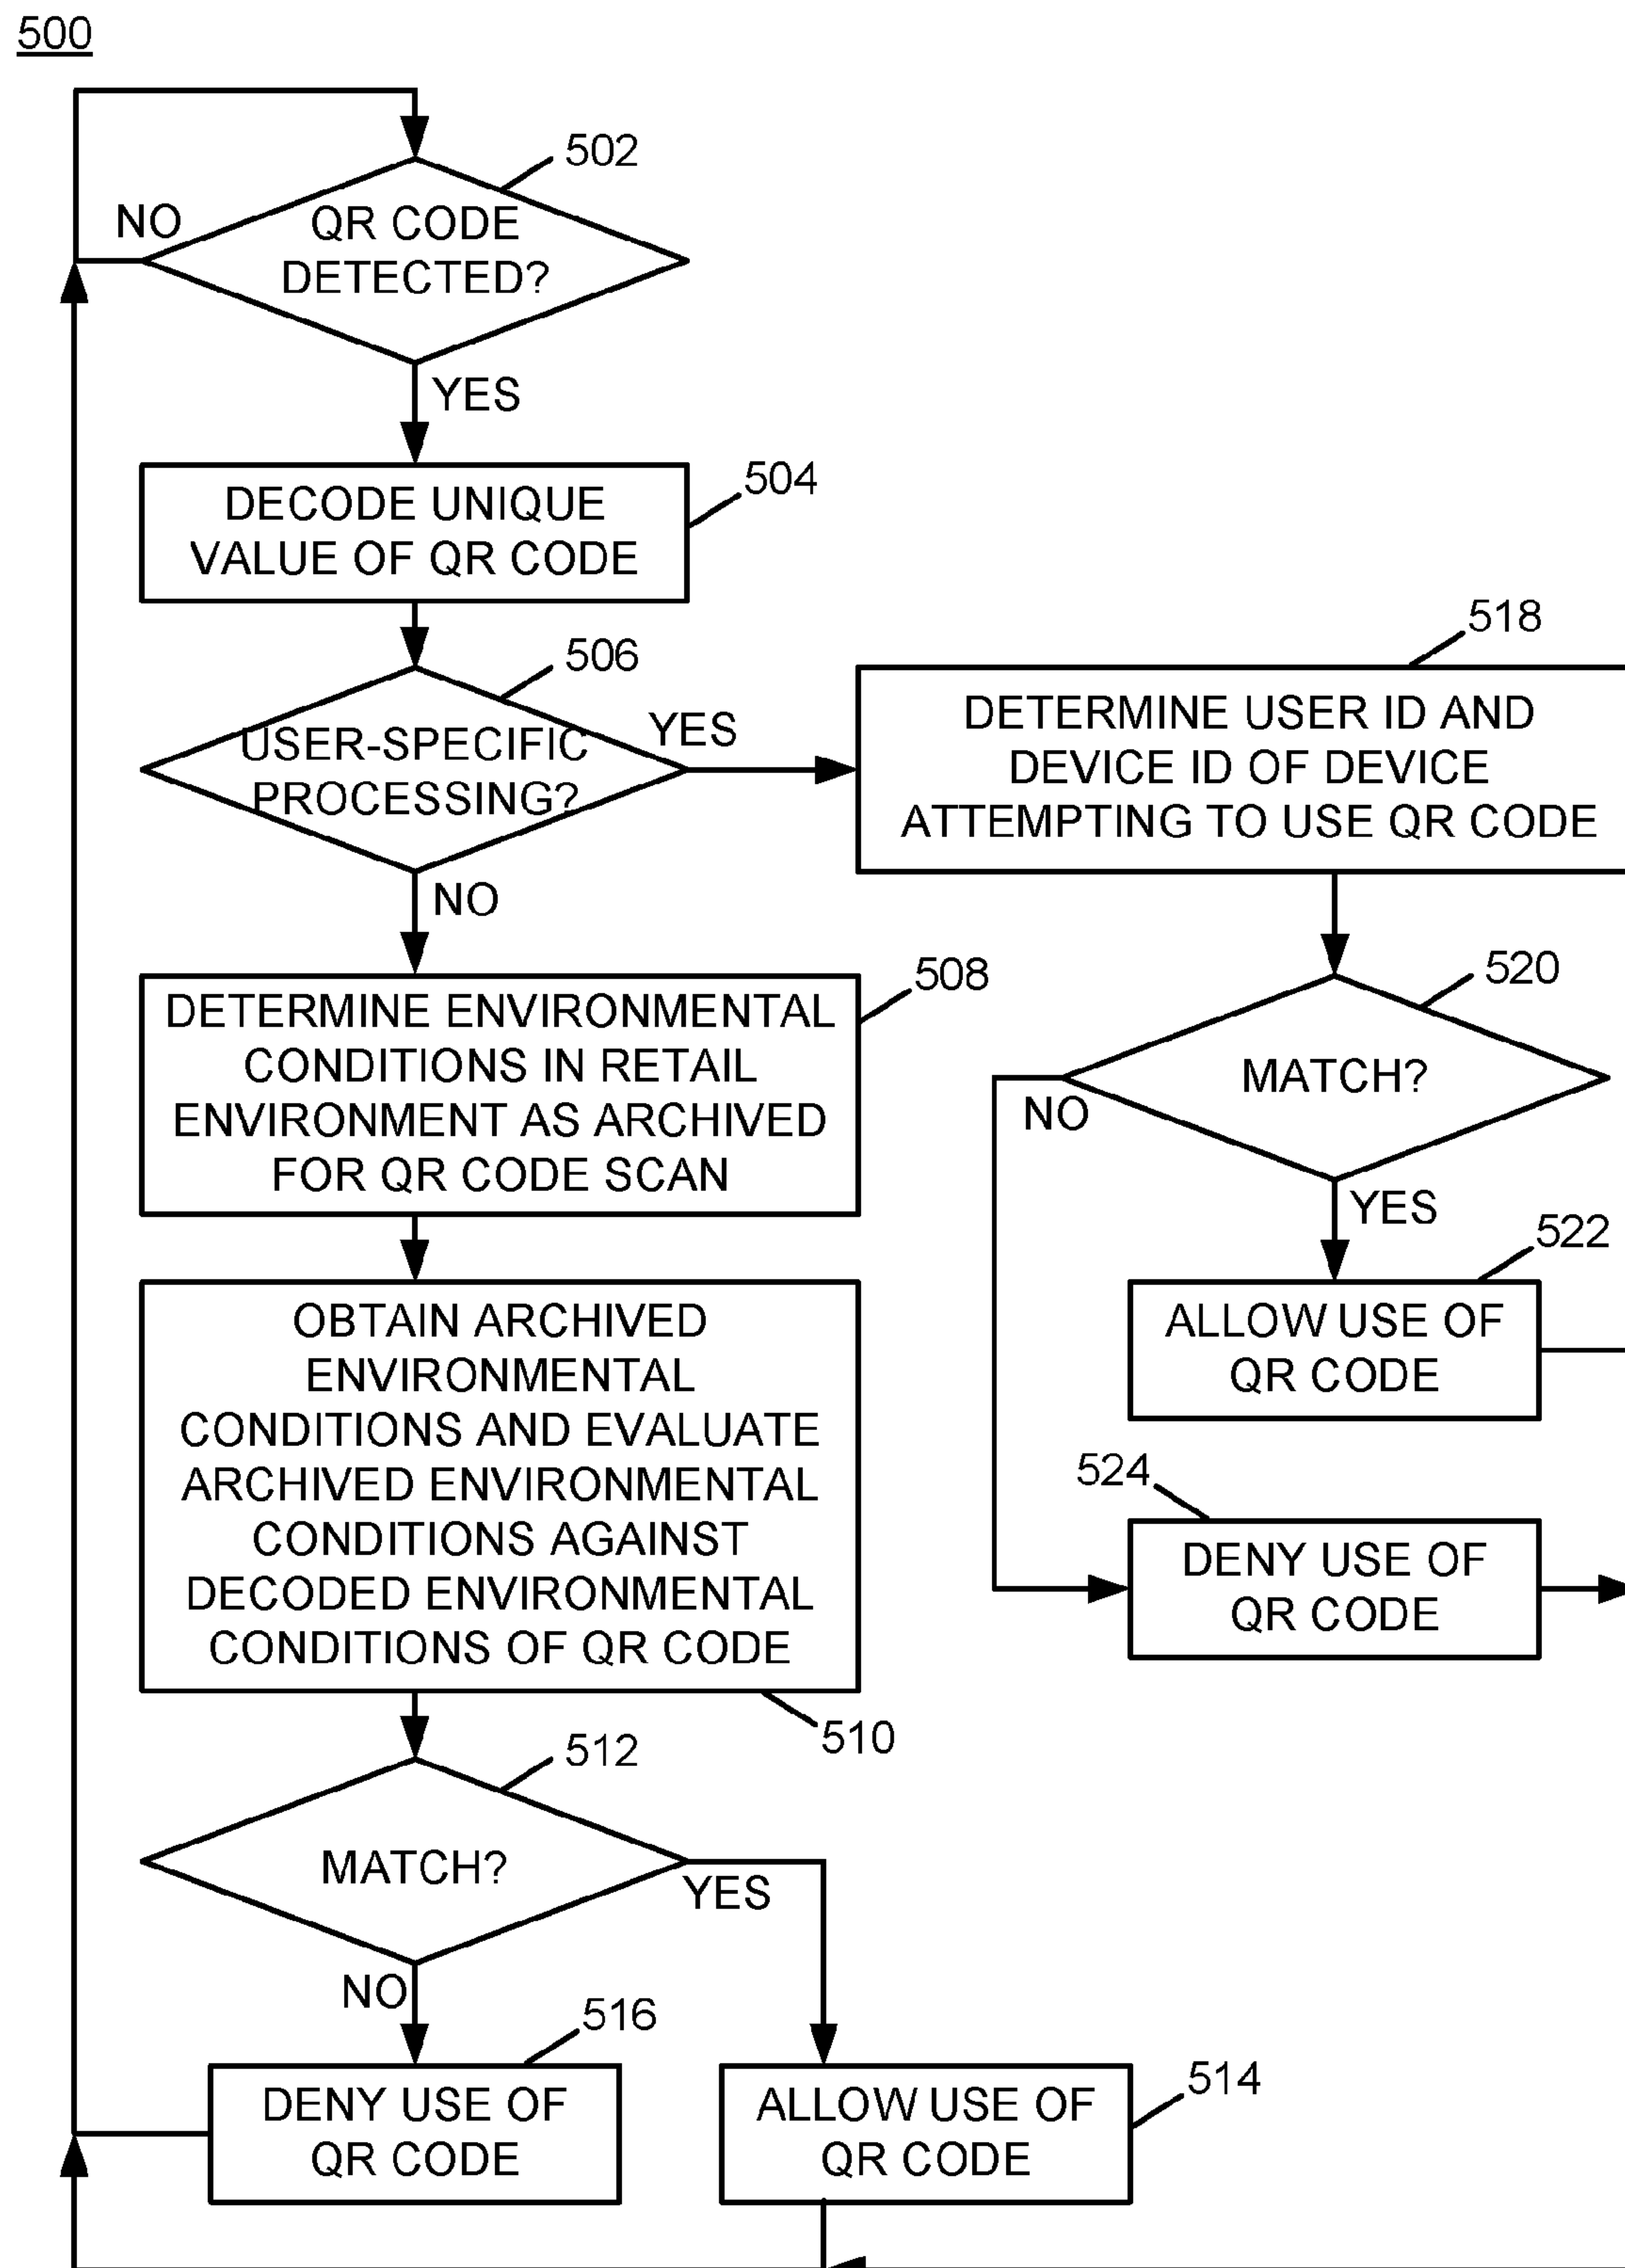 500
502
NO
QR CODE
DETECTED?
YES
504
DECODE UNIQUE
VALUE OF QR CODE
506
USER-SPECIFIC
PROCESSING?
YES
NO
518
DETERMINE USER ID AND
DEVICE ID OF DEVICE
ATTEMPTING TO USE QR CODE
508
DETERMINE ENVIRONMENTAL
CONDITIONS IN RETAIL
ENVIRONMENT AS ARCHIVED
FOR QR CODE SCAN
520
MATCH?
NO
YES
522
ALLOW USE OF
QR CODE
524
DENY USE OF
QR CODE
OBTAIN ARCHIVED
ENVIRONMENTAL
CONDITIONS AND EVALUATE
ARCHIVED ENVIRONMENTAL
CONDITIONS AGAINST
DECODED ENVIRONMENTAL
CONDITIONS OF QR CODE
510
512
MATCH?
YES
NO
516
DENY USE OF
QR CODE
514
ALLOW USE OF
QR CODE